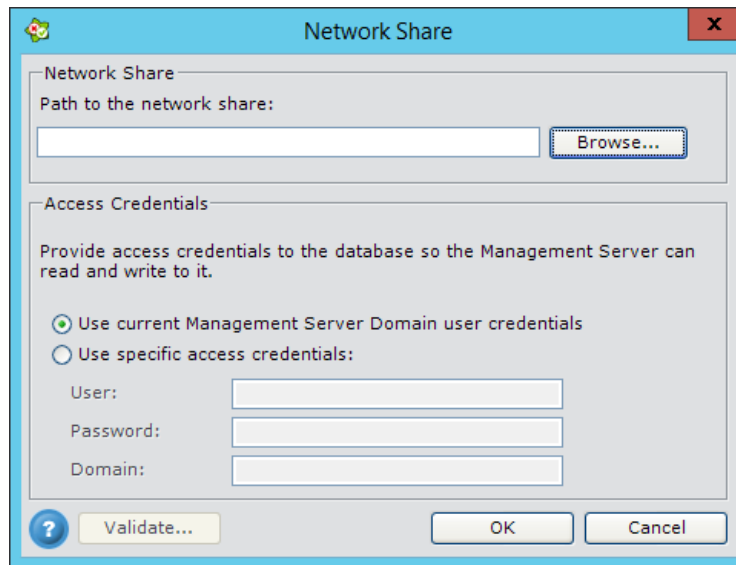 Network Share
X
Network Share
Path to the network share:
Browse...
Access Credentials
Provide access credentials to the database so the Management Server can
read and write to it.
Use current Management Server Domain user credentials
Use specific access credentials:
User:
Password:
Domain:
?
Validate...
OK
Cancel